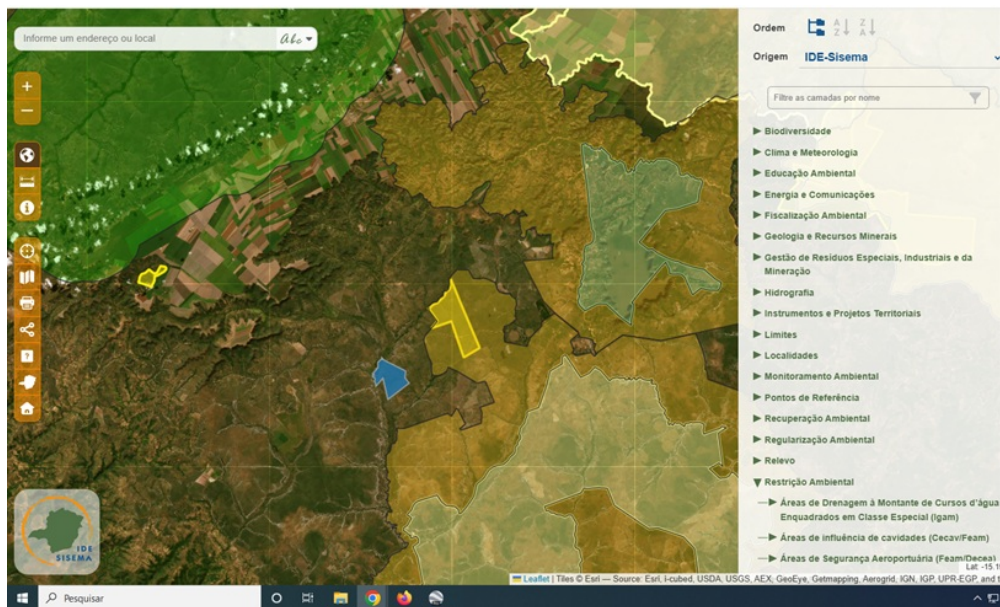 Informe um endereço ou local
Abc
Ordem
A
Z
Z
A
Origem
IDE-Sisema
Filtre as camadas por nome
Biodiversidade
Clima e Meteorologia
Educação Ambiental
Energia e Comunicações
Fiscalização Ambiental
Geologia e Recursos Minerais
Gestão de Resíduos Especiais, Industriais e da
Mineração
Hidrografia
Instrumentos e Projetos Territoriais
Limites
Localidades
Monitoramento Ambiental
Pontos de Referência
Recuperação Ambiental
Regularização Ambiental
Relevo
Restrição Ambiental
Áreas de Drenagem à Montante de Cursos d'água
Enquadrados em Classe Especial (Igam)
Áreas de influência de cavidades (Cecav/Feam)
Áreas de Segurança Aeroportuária (Feam/Decea)
Lat: -15.15
IDE
SISEMA
Leaflet | Tiles © Esri — Source: Esri, i-cubed, USDA, USGS, AEX, GeoEye, Getmapping, Aerogrid, IGN, IGP, UPR-EGP, and t
Pesquisar